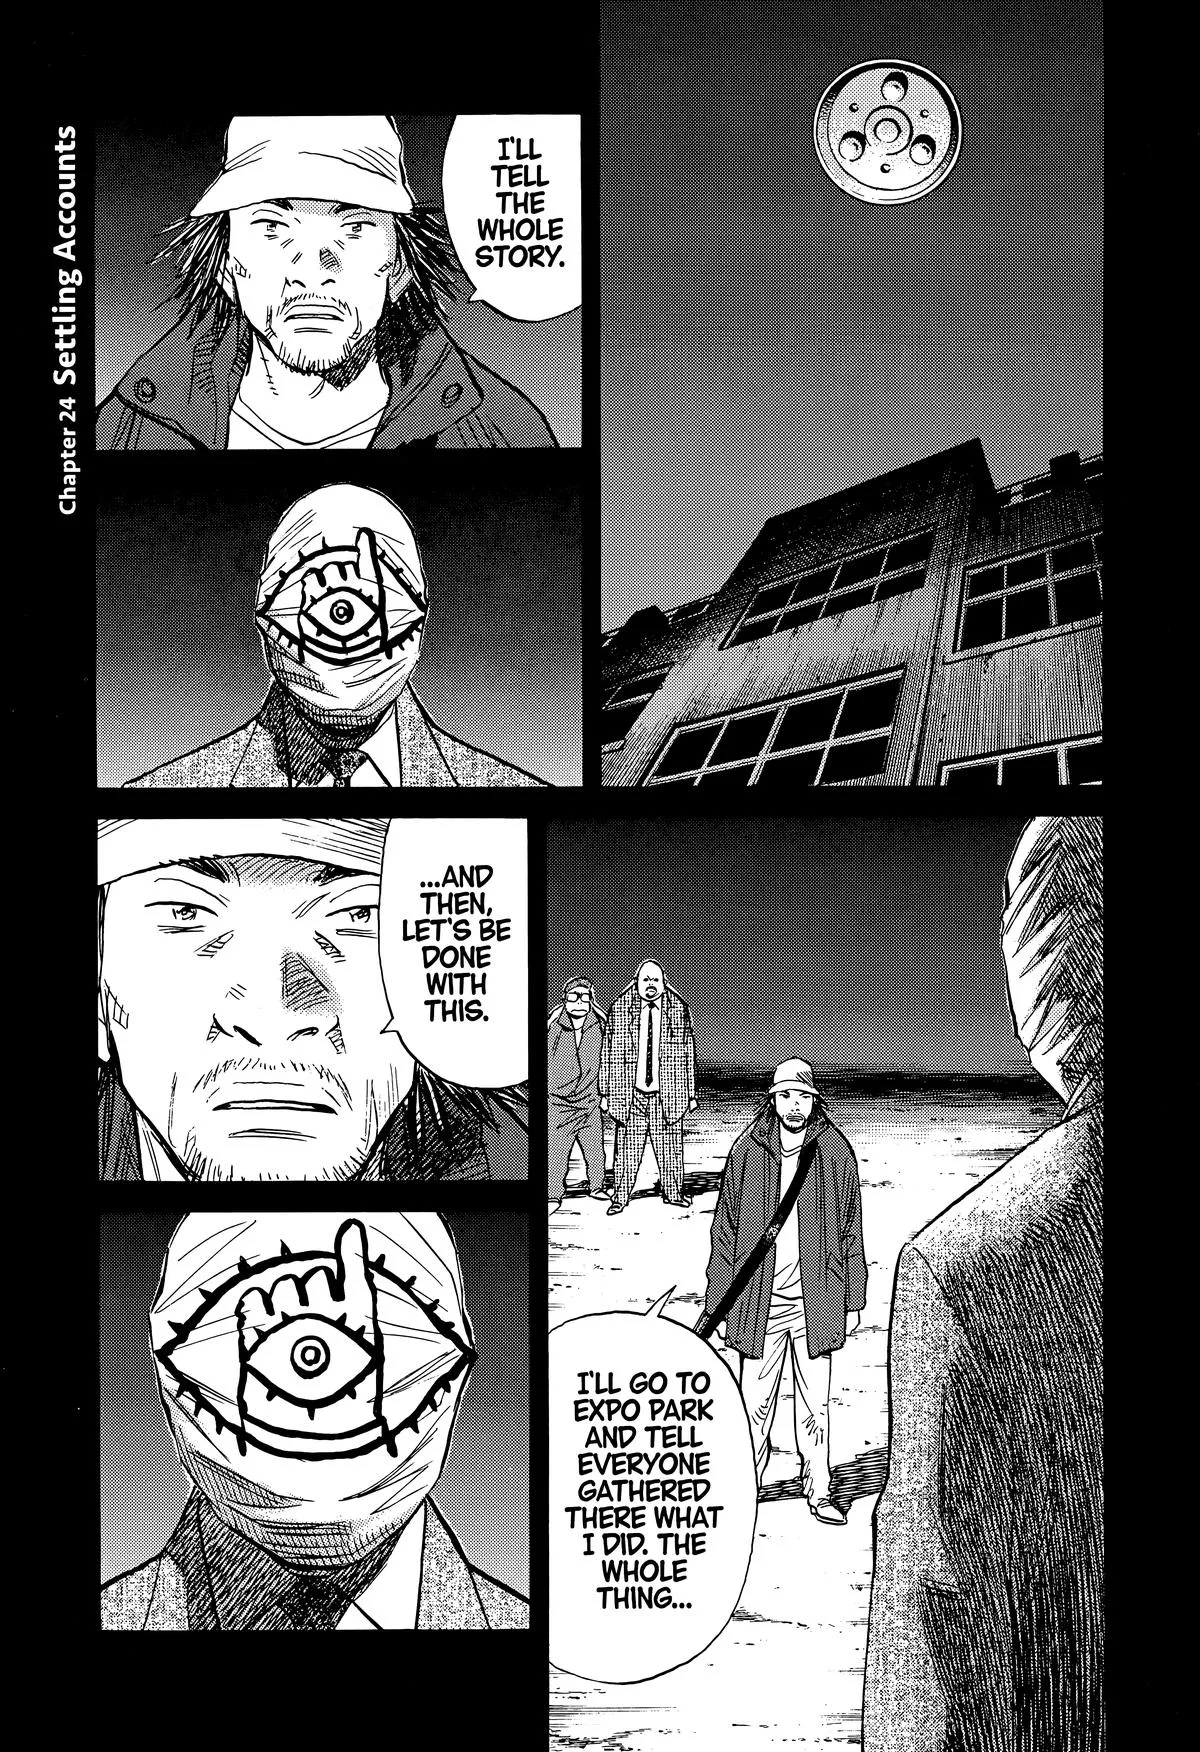 Chapter 24 Settling Accounts
I'LL
TELL
THE
WHOLE
STORY.
I'LL GO TO
EXPO PARK
AND TELL
EVERYONE
GATHERED
THERE WHAT
I DID. THE
WHOLE
THING...
...AND
THEN,
LET'S BE
DONE
WITH
THIS.